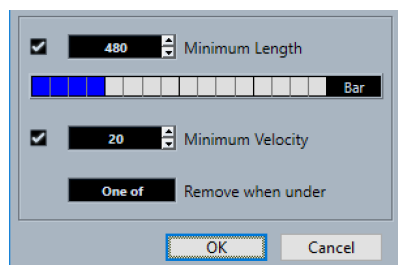 480 Minimum Length
Bar
20 Minimum Velocity
One of Remove when under
OK Cancel